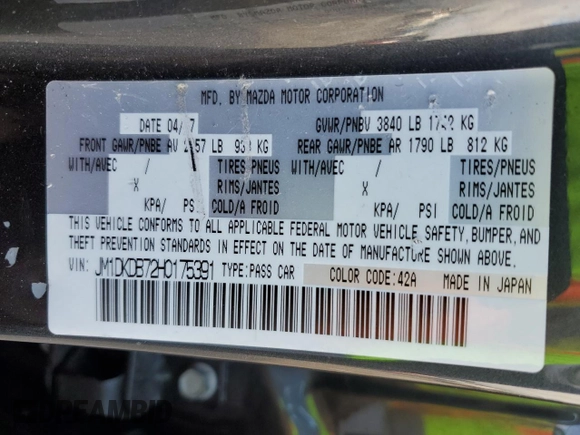 MFD. BY MAZDA MOTOR CORPORATION
DATE 04/ 7 GVWR/PNBV 3840 LB KG
FRONT GAWR/PNBE AV 2 57 LB KG REAR GAWR/PNBE AR 1790 LB 812 KG
WITH/AVEC / TIRES/PNEUS WITH/AVEC / TIRES/PNEUS
X RIMS/JANTES X RIMS/JANTES
KPA/ PSI COLD/A FROID KPA/ PSI COLD/A FROID
THIS VEHICLE CONFORMS TO ALL APPLICABLE FEDERAL MOTOR VEHICLE SAFETY, BUMPER, AND
THEFT PREVENTION STANDARDS IN EFFECT ON THE DATE OF MANUFACTURE SHOWN ABOVE.
VIN: JM1DKDB72H0175391 TYPE:PASS CAR COLOR CODE:42A MADE IN JAPAN